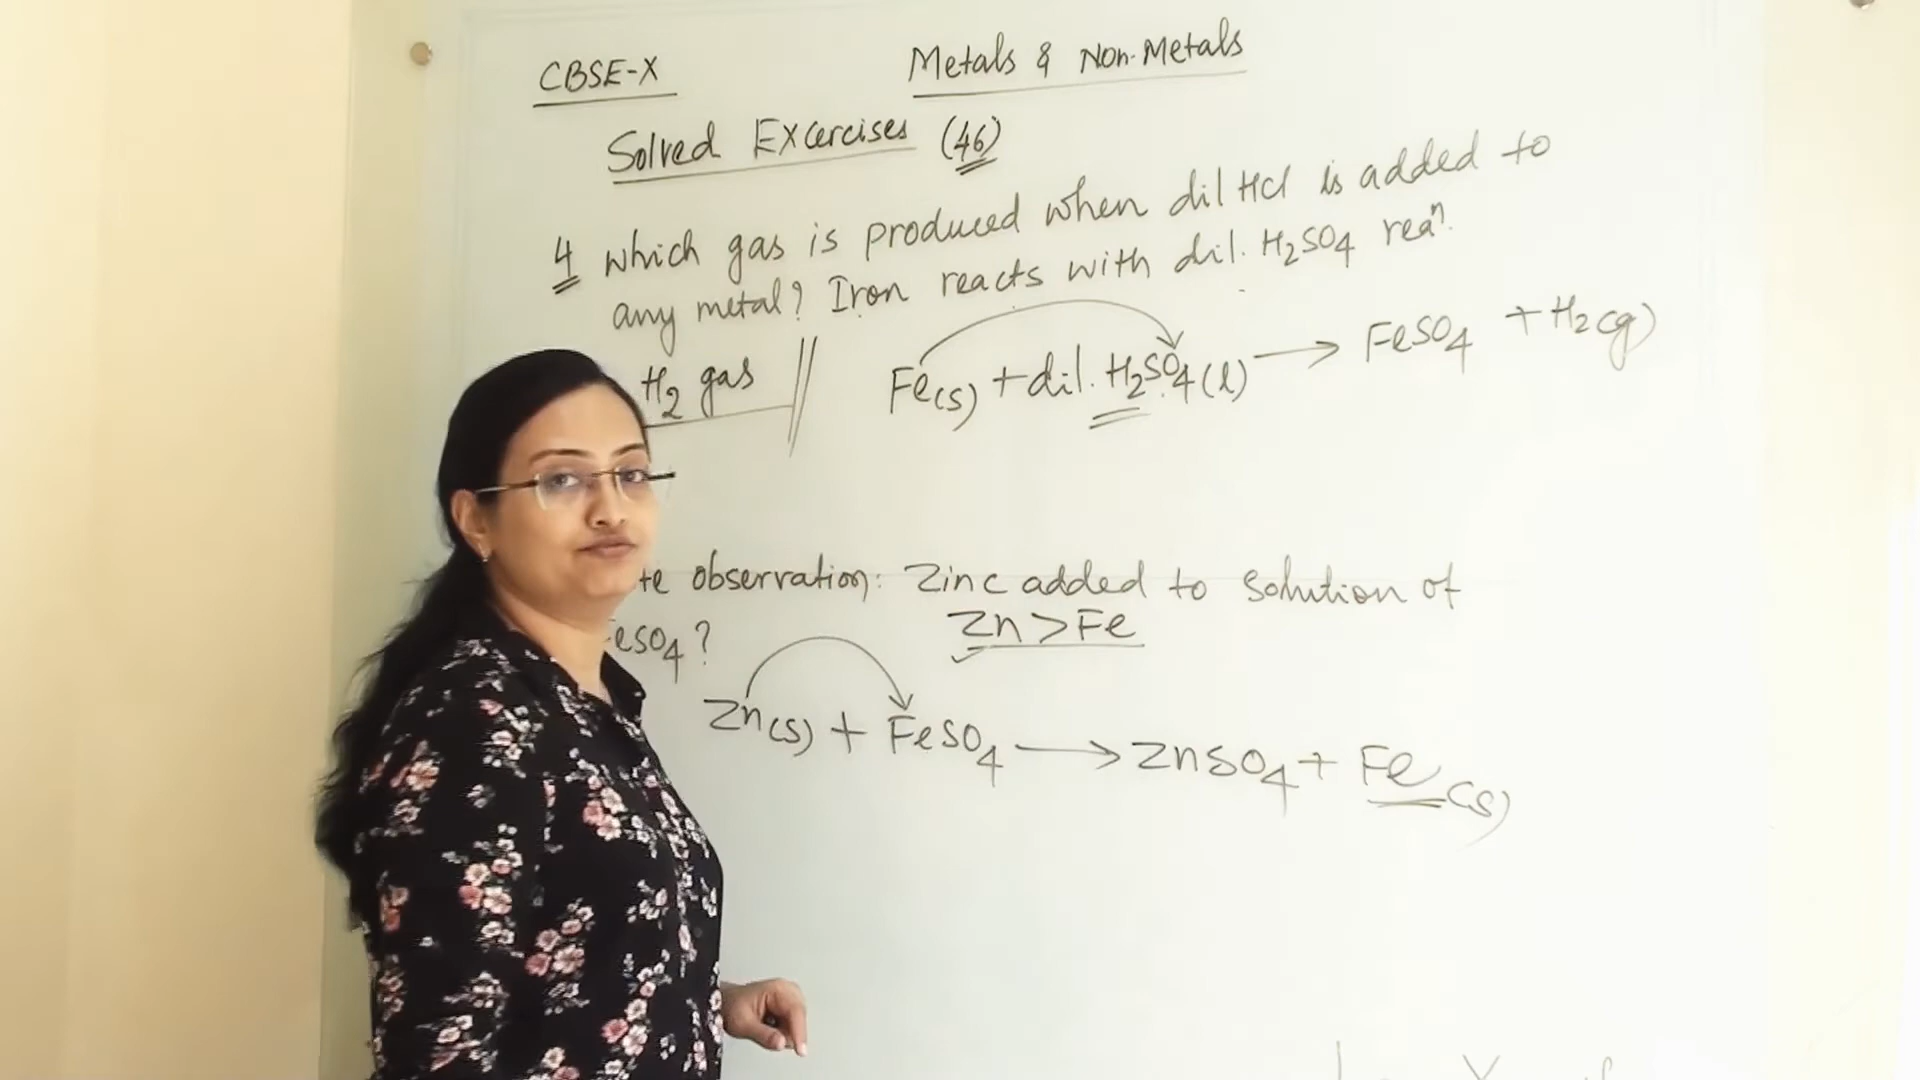 CBSE-X
Metals & Non-Metals
Solved Excercises (46)
4 which gas is produced when dil HCl is added to
any metal? Iron reacts with dil. H2SO4 reaⁿ.
H2 gas
Fe(s) + dil. H2SO4(l) → FeSO4 + H2(g)
te observation: Zinc added to solution of
eSO4?
Zn > Fe
Zn(s) + FeSO4 → ZnSO4 + Fe(s)